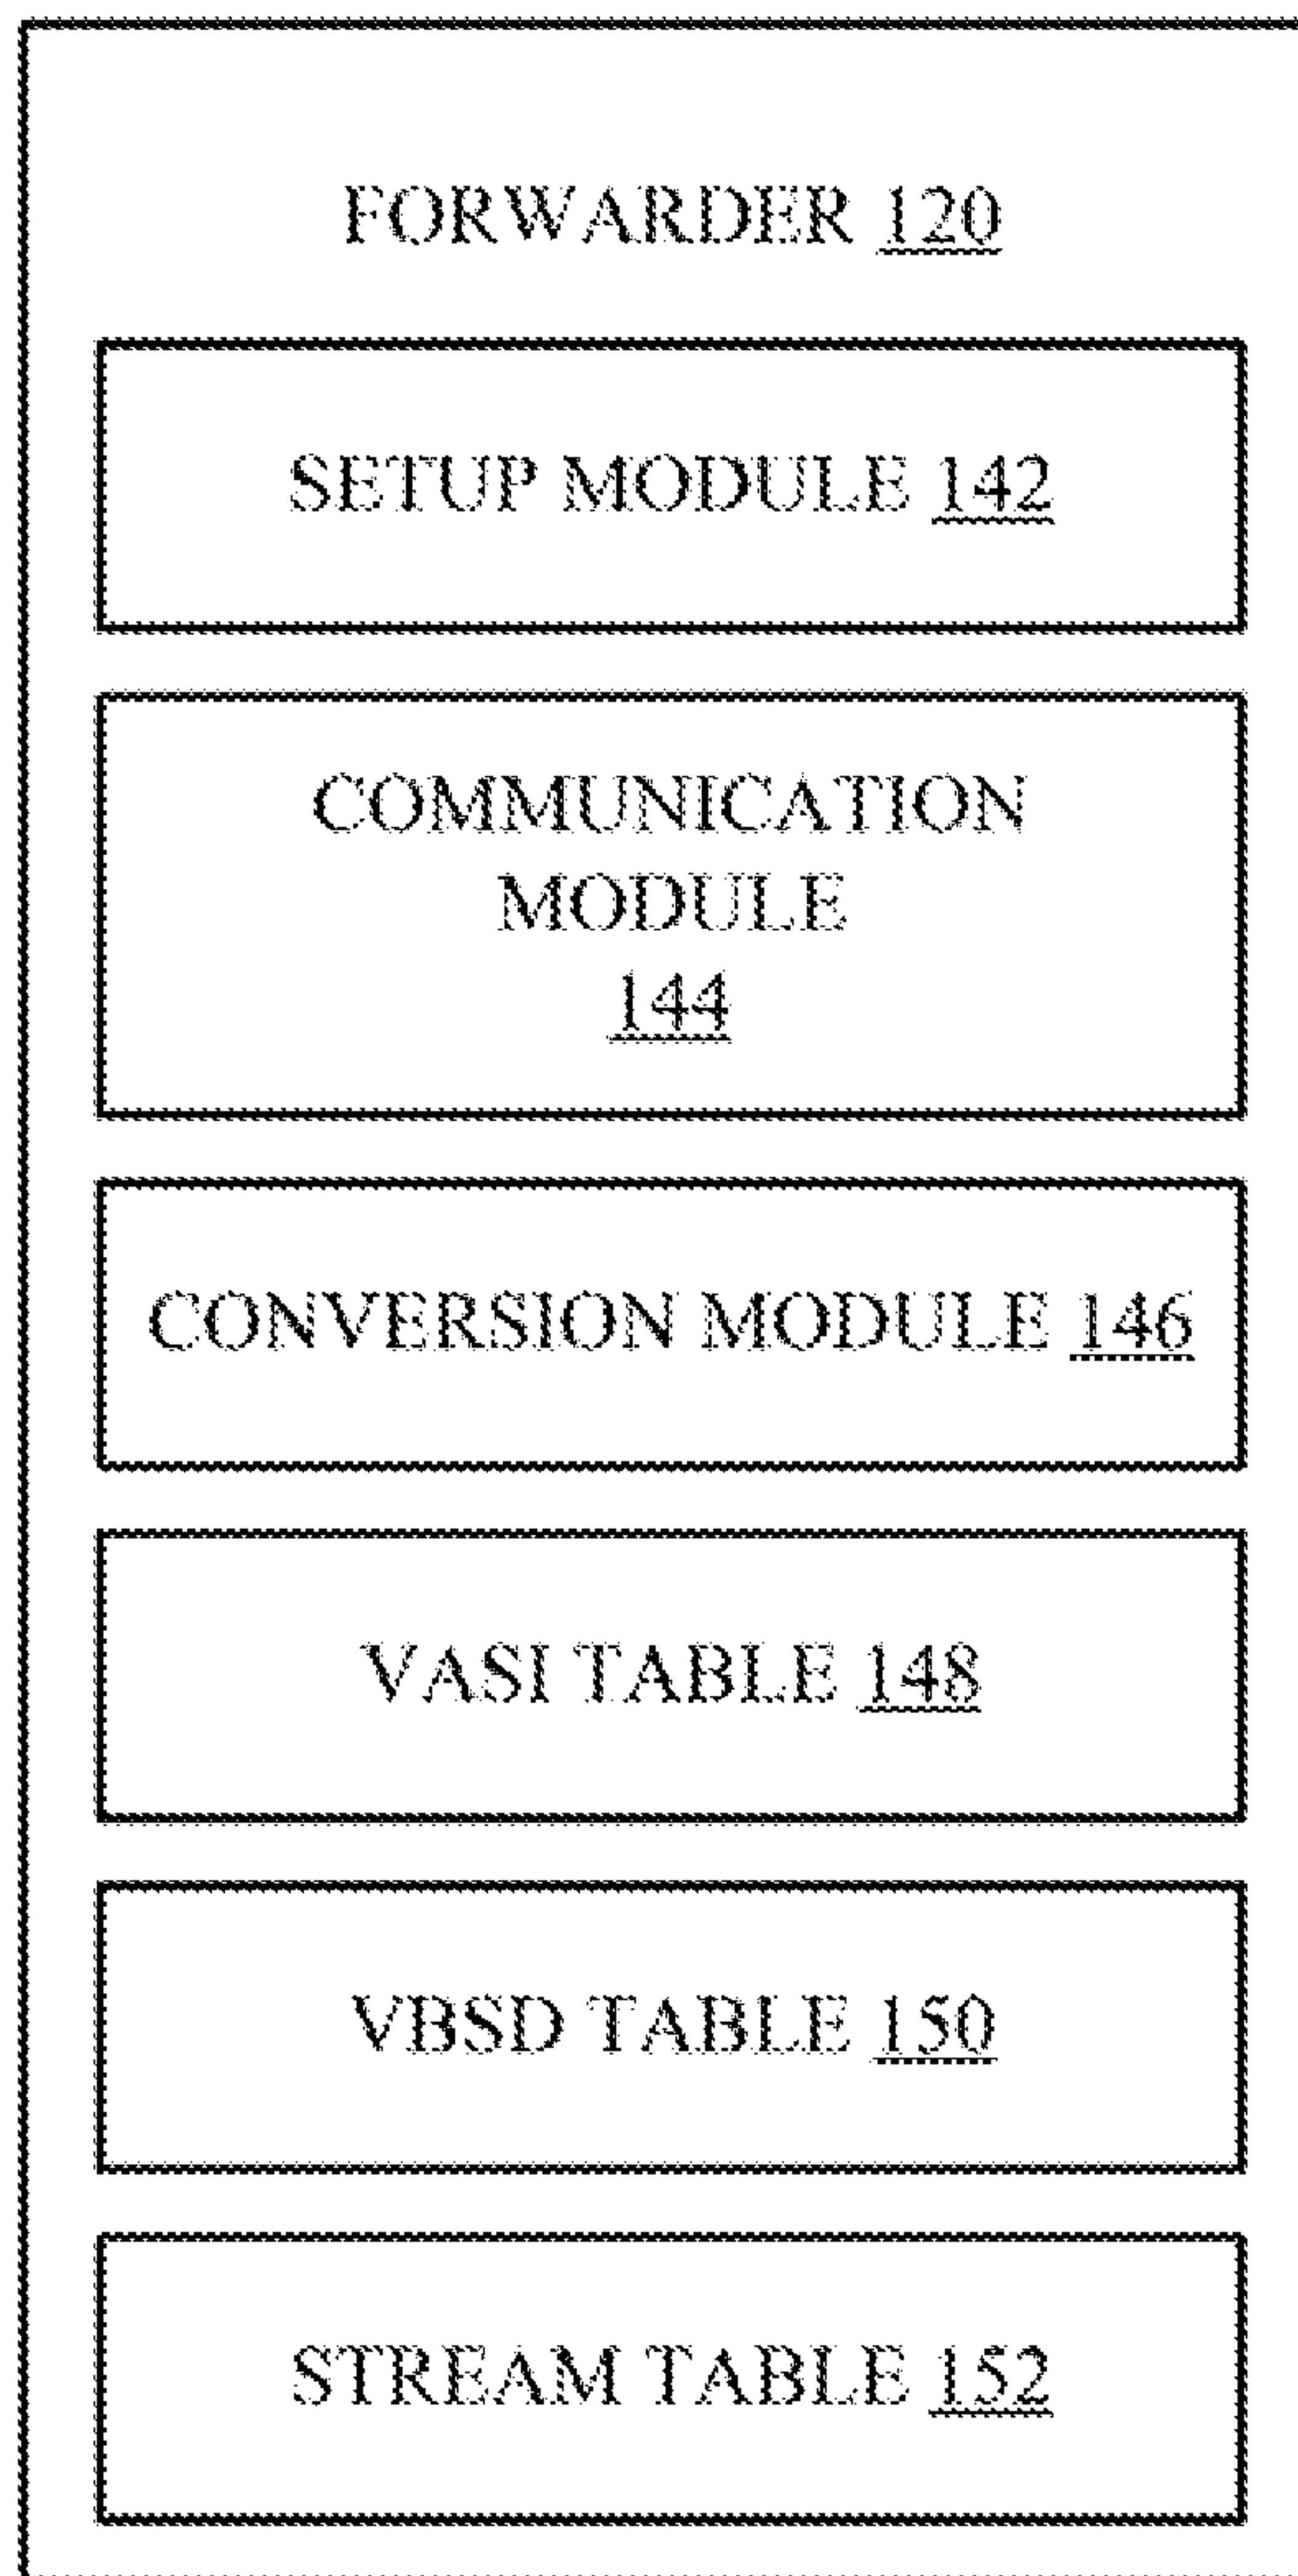 FORWARDER 120
SETUP MODULE 142
COMMUNICATION
MODULE
144
CONVERSION MODULE 146
VASI TABLE 148
VBSD TABLE 150
STREAM TABLE 152